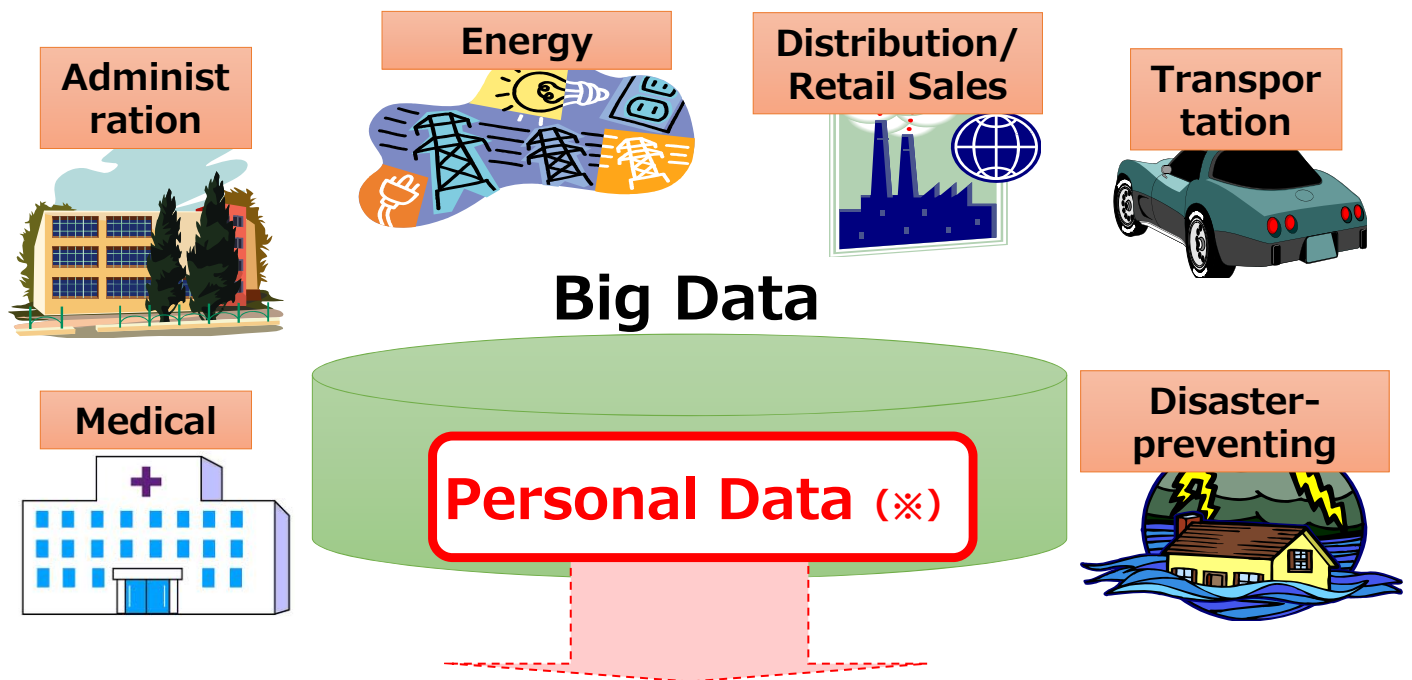 Energy
Distribution/
Retail Sales
Administ
ration
Transpor
tation
Big Data
Medical
Disaster-
preventing
Personal Data（※）